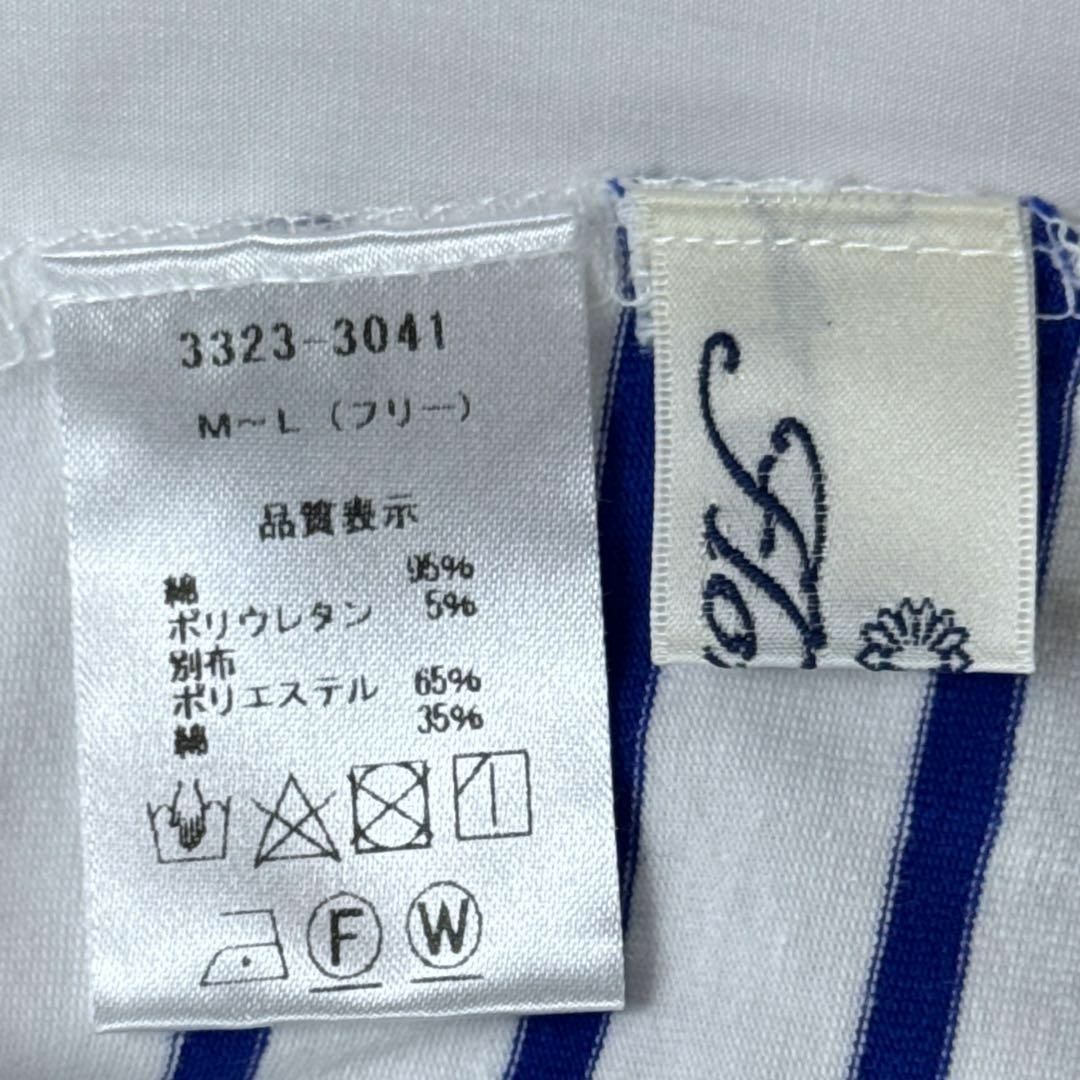 3323-3041
M～L (フリー)
品質表示
綿 95%
ポリウレタン 5%
別布
ポリエステル 65%
綿 35%
F W